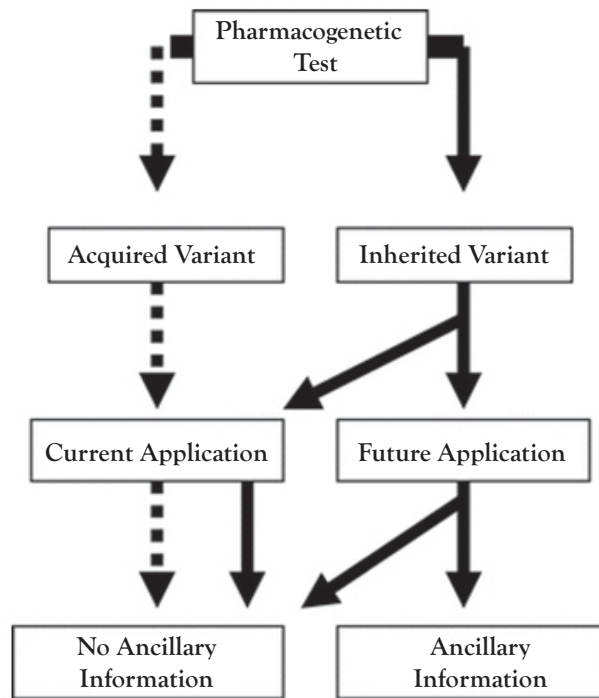 Pharmacogenetic
Test
Acquired Variant
Inherited Variant
Current Application
Future Application
No Ancillary
Information
Ancillary
Information